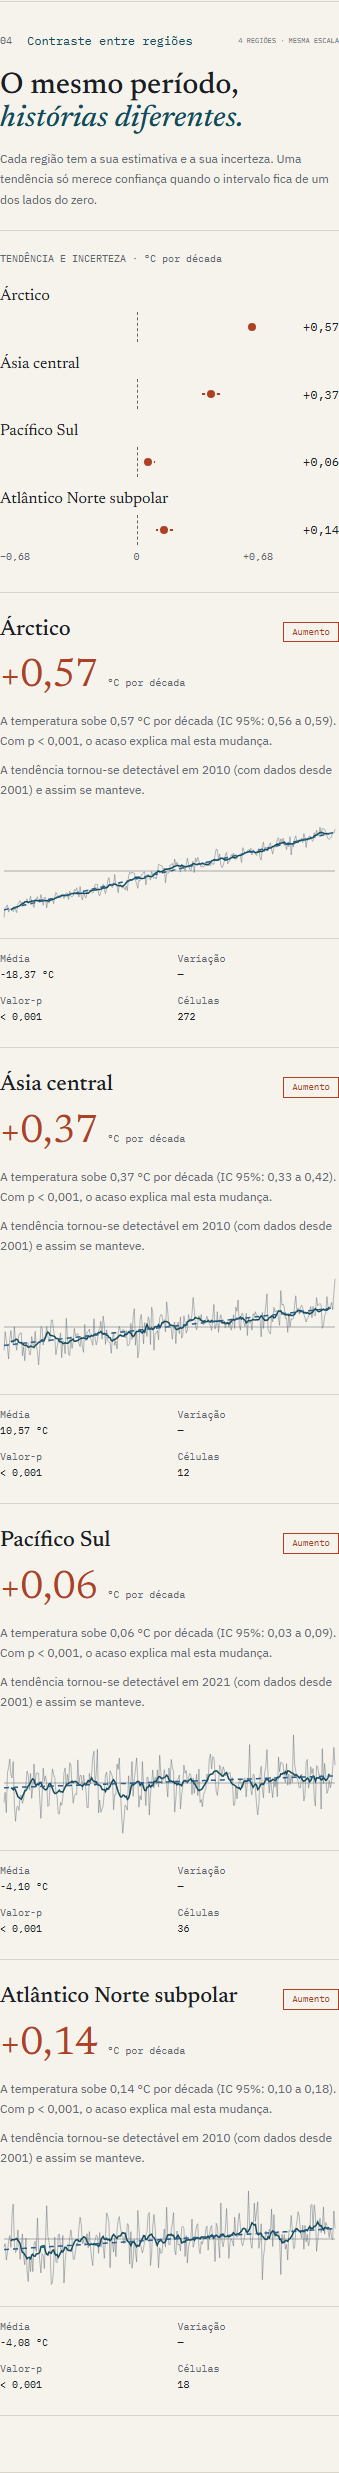 04 Contraste entre regiões
4 REGIÕES · MESMA ESCALA
O mesmo período,
histórias diferentes.
Cada região tem a sua estimativa e a sua incerteza. Uma
tendência só merece confiança quando o intervalo fica de um
dos lados do zero.
TENDÊNCIA E INCERTEZA · °C por década
Árctico
+0,57
Ásia central
+0,37
Pacífico Sul
+0,06
Atlântico Norte subpolar
+0,14
−0,68 0 +0,68
Árctico
Aumento
+0,57 °C por década
A temperatura sobe 0,57 °C por década (IC 95%: 0,56 a 0,59).
Com p < 0,001, o acaso explica mal esta mudança.
A tendência tornou-se detectável em 2010 (com dados desde
2001) e assim se manteve.
Média Variação
-18,37 °C —
Valor-p Células
< 0,001 272
Ásia central
Aumento
+0,37 °C por década
A temperatura sobe 0,37 °C por década (IC 95%: 0,33 a 0,42).
Com p < 0,001, o acaso explica mal esta mudança.
A tendência tornou-se detectável em 2010 (com dados desde
2001) e assim se manteve.
Média Variação
10,57 °C —
Valor-p Células
< 0,001 12
Pacífico Sul
Aumento
+0,06 °C por década
A temperatura sobe 0,06 °C por década (IC 95%: 0,03 a 0,09).
Com p < 0,001, o acaso explica mal esta mudança.
A tendência tornou-se detectável em 2021 (com dados desde
2001) e assim se manteve.
Média Variação
-4,10 °C —
Valor-p Células
< 0,001 36
Atlântico Norte subpolar
Aumento
+0,14 °C por década
A temperatura sobe 0,14 °C por década (IC 95%: 0,10 a 0,18).
Com p < 0,001, o acaso explica mal esta mudança.
A tendência tornou-se detectável em 2010 (com dados desde
2001) e assim se manteve.
Média Variação
-4,08 °C —
Valor-p Células
< 0,001 18